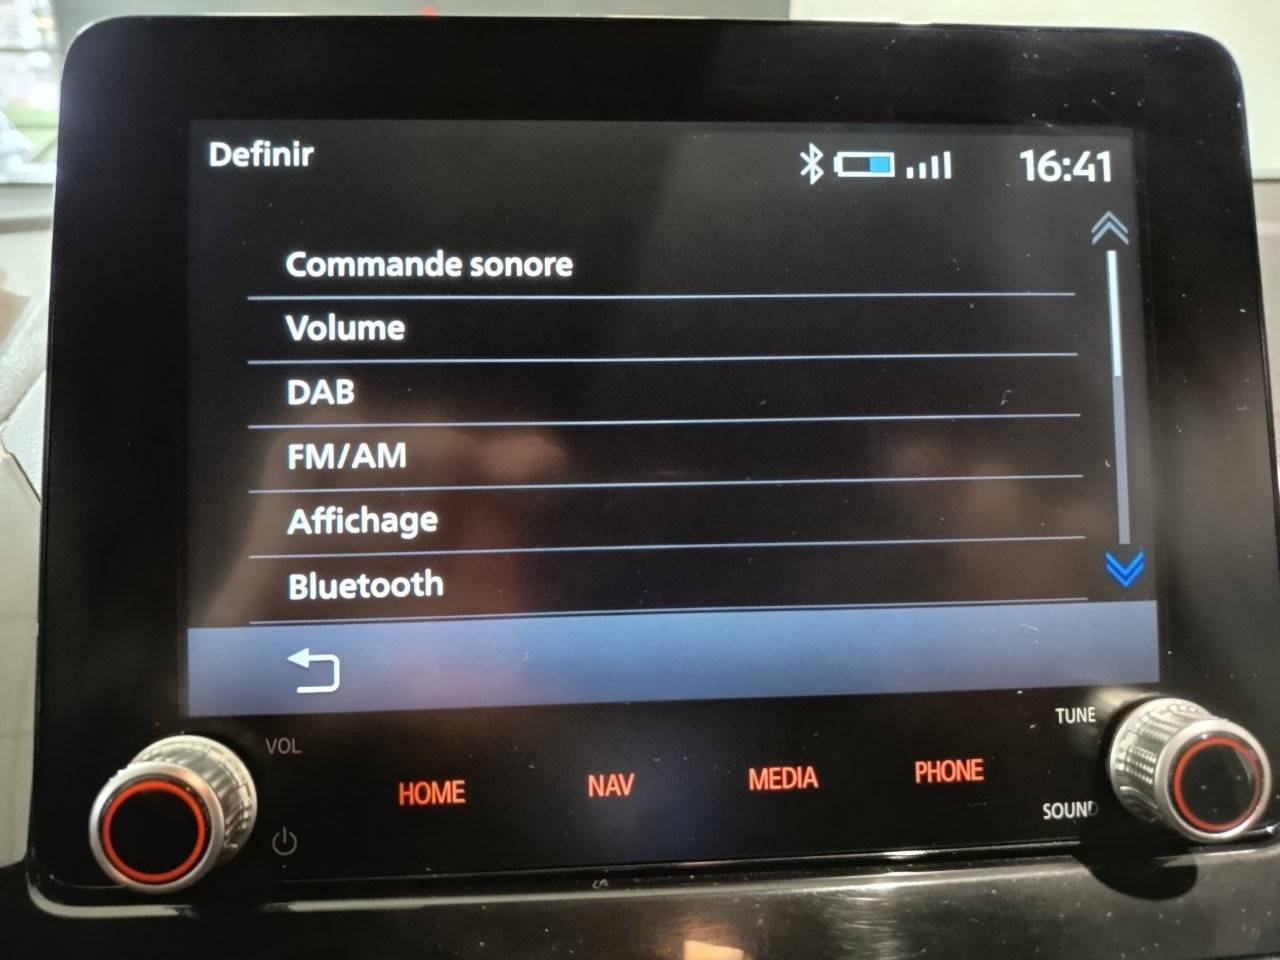 Definir
16:41
Commande sonore
Volume
DAB
FM/AM
Affichage
Bluetooth
VOL
HOME
NAV
MEDIA
PHONE
TUNE
SOUND